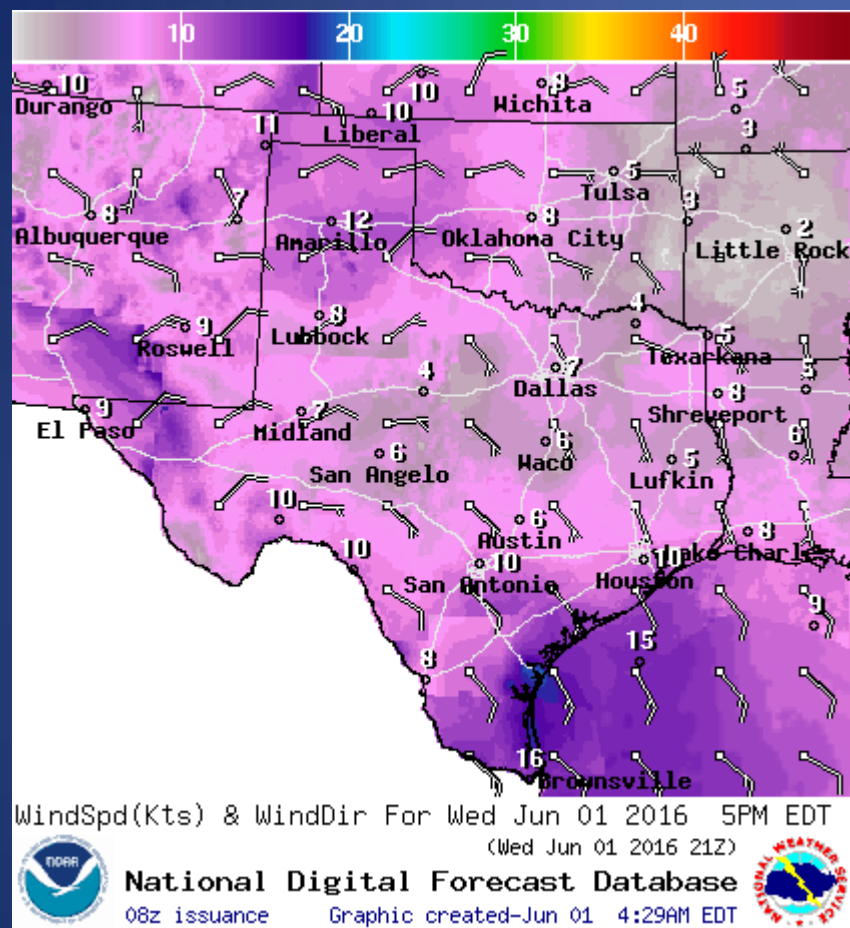 10 20 30 40
10 10 8 5
Durango Wichita
10
11 Liberal 3
5
Tulsa
8 7 12 8 3 2
Albuquerque Amarillo Oklahoma City Little Rock
9 8 4 5
Roswell Lubbock Texarkana
4 7 5
Dallas 8
9 7 Shreveport
El Paso Midland 6 6
6 Waco 5
San Angelo Lufkin
10 6 8
Austin Lake Charles
10 10 10
San Antonio Houston
9
15
8
16
Brownsville
WindSpd(Kts) & WindDir For Wed Jun 01 2016 5PM EDT
(Wed Jun 01 2016 21Z)
National Digital Forecast Database
08z issuance Graphic created-Jun 01 4:29AM EDT
NOAA
NATIONAL WEATHER SERVICE